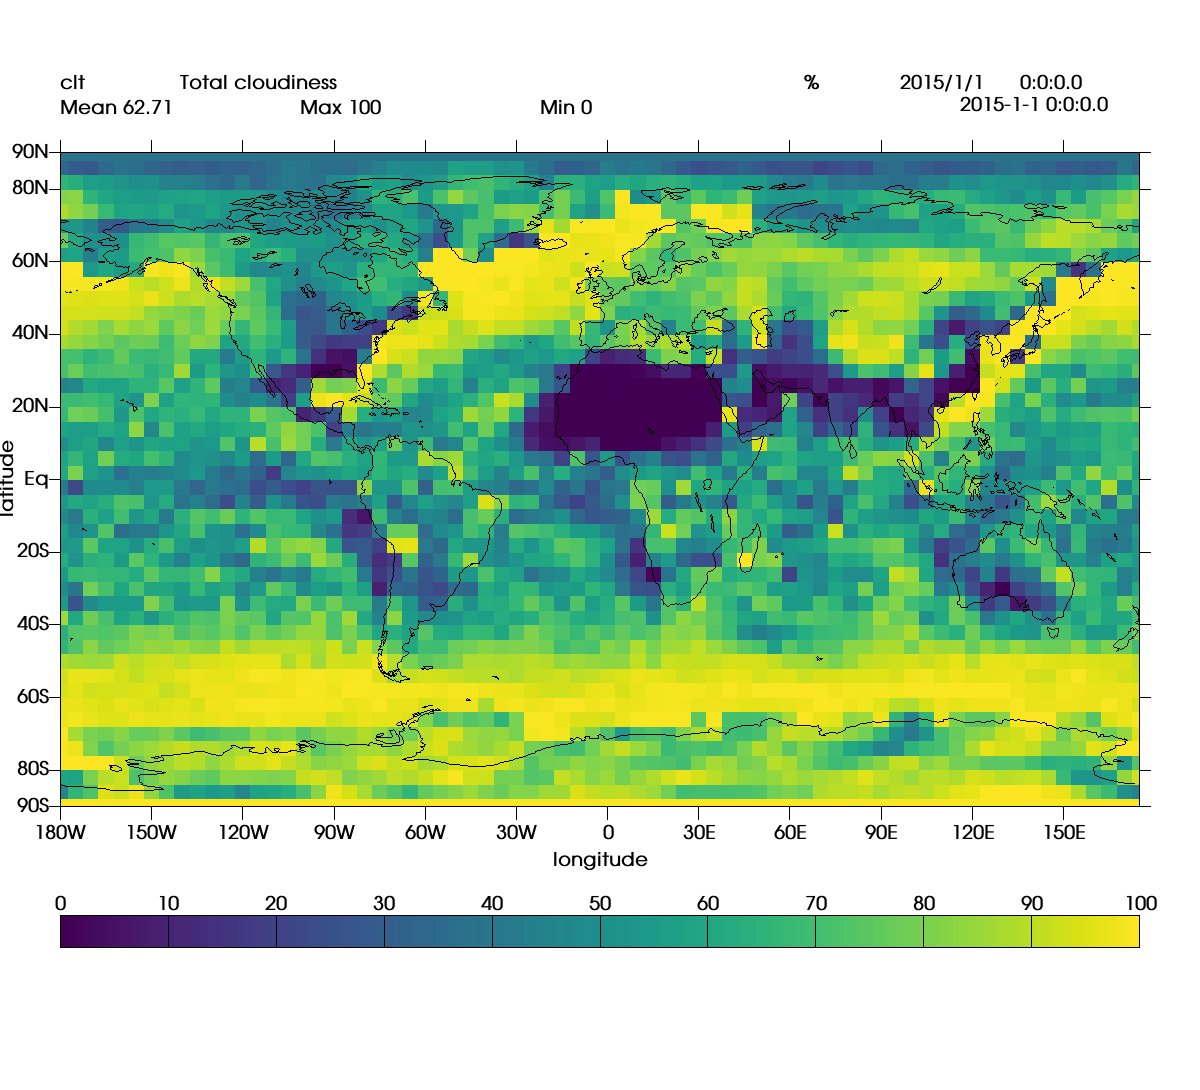 clt Total cloudiness % 2015/1/1 0:0:0.0
Mean 62.71 Max 100 Min 0 2015-1-1 0:0:0.0
90N
80N
60N
40N
20N
Eq
20S
40S
60S
80S
90S
latitude
180W 150W 120W 90W 60W 30W 0 30E 60E 90E 120E 150E
longitude
0 10 20 30 40 50 60 70 80 90 100